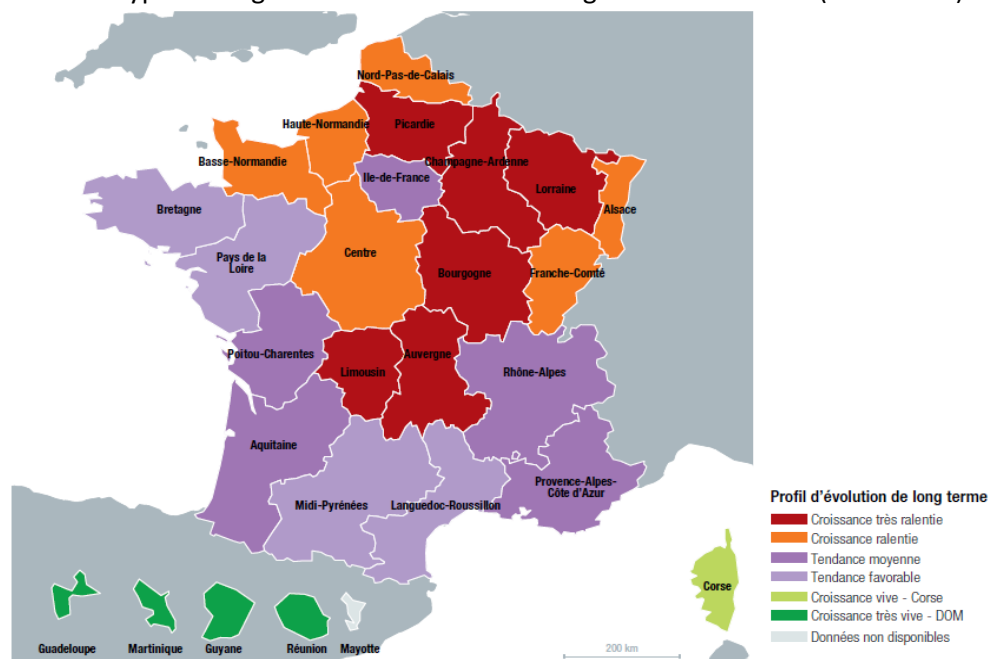 Nord-Pas-de-Calais
Haute-Normandie
Picardie
Basse-Normandie
Champagne-Ardenne
Ile-de-France
Lorraine
Bretagne
Alsace
Pays de la
Loire
Centre
Bourgogne
Franche-Comté
Poitou-Charentes
Auvergne
Limousin
Rhône-Alpes
Aquitaine
Provence-Alpes-
Côte d'Azur
Midi-Pyrénées
Languedoc-Roussillon
Profil d'évolution de long terme
Croissance très ralentie
Croissance ralentie
Tendance moyenne
Tendance favorable
Croissance vive - Corse
Croissance très vive - DOM
Données non disponibles
Corse
Guadeloupe
Martinique
Guyane
Réunion
Mayotte
200 km